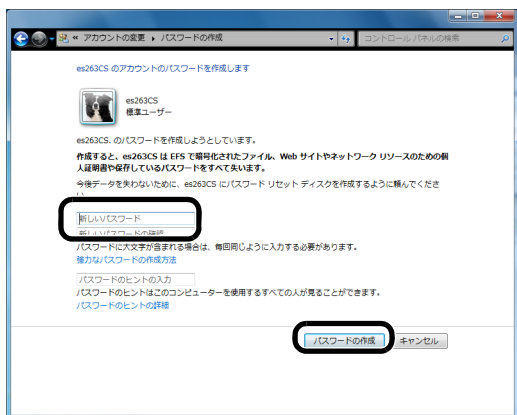 アカウントの変更 ▸ パスワードの作成
コントロール パネルの検索
es263CS のアカウントのパスワードを作成します
es263CS
標準ユーザー
es263CS. のパスワードを作成しようとしています。
作成すると、es263CS は EFS で暗号化されたファイル、Web サイトやネットワーク リソースのための個
人証明書や保存しているパスワードをすべて失います。
今後データを失わないために、es263CS にパスワード リセット ディスクを作成するように頼んでくださ
い。
新しいパスワード
新しいパスワードの確認
パスワードに大文字が含まれる場合は、毎回同じように入力する必要があります。
強力なパスワードの作成方法
パスワードのヒントの入力
パスワードのヒントはこのコンピューターを使用するすべての人が見ることができます。
パスワードのヒントの詳細
パスワードの作成
キャンセル